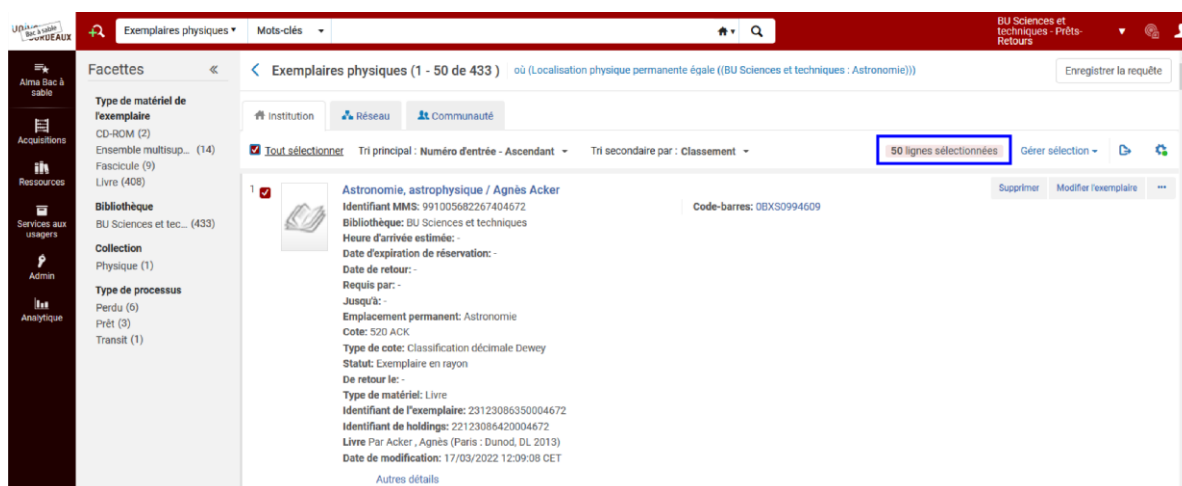 Bac à sable
BORDEAUX
Exemplaires physiques
Mots-clés
BU Sciences et
techniques - Prêts-
Retours
Alma Bac à
sable
Acquisitions
Ressources
Services aux
usagers
Admin
Analytique
Facettes
Type de matériel de
l'exemplaire
CD-ROM (2)
Ensemble multisup... (14)
Fascicule (9)
Livre (408)
Bibliothèque
BU Sciences et tec... (433)
Collection
Physique (1)
Type de processus
Perdu (6)
Prêt (3)
Transit (1)
Exemplaires physiques (1 - 50 de 433 ) où (Localisation physique permanente égale ((BU Sciences et techniques : Astronomie)))
Enregistrer la requête
Institution Réseau Communauté
Tout sélectionner Tri principal : Numéro d'entrée - Ascendant Tri secondaire par : Classement 50 lignes sélectionnées Gérer sélection
1
Astronomie, astrophysique / Agnès Acker
Supprimer Modifier l'exemplaire ...
Identifiant MMS: 991005682267404672 Code-barres: 0BXS0994609
Bibliothèque: BU Sciences et techniques
Heure d'arrivée estimée: -
Date d'expiration de réservation: -
Date de retour: -
Requis par: -
Jusqu'à: -
Emplacement permanent: Astronomie
Cote: 520 ACK
Type de cote: Classification décimale Dewey
Statut: Exemplaire en rayon
De retour le: -
Type de matériel: Livre
Identifiant de l''exemplaire: 23123086350004672
Identifiant de holdings: 22123086420004672
Livre Par Acker , Agnès (Paris : Dunod, DL 2013)
Date de modification: 17/03/2022 12:09:08 CET
Autres détails